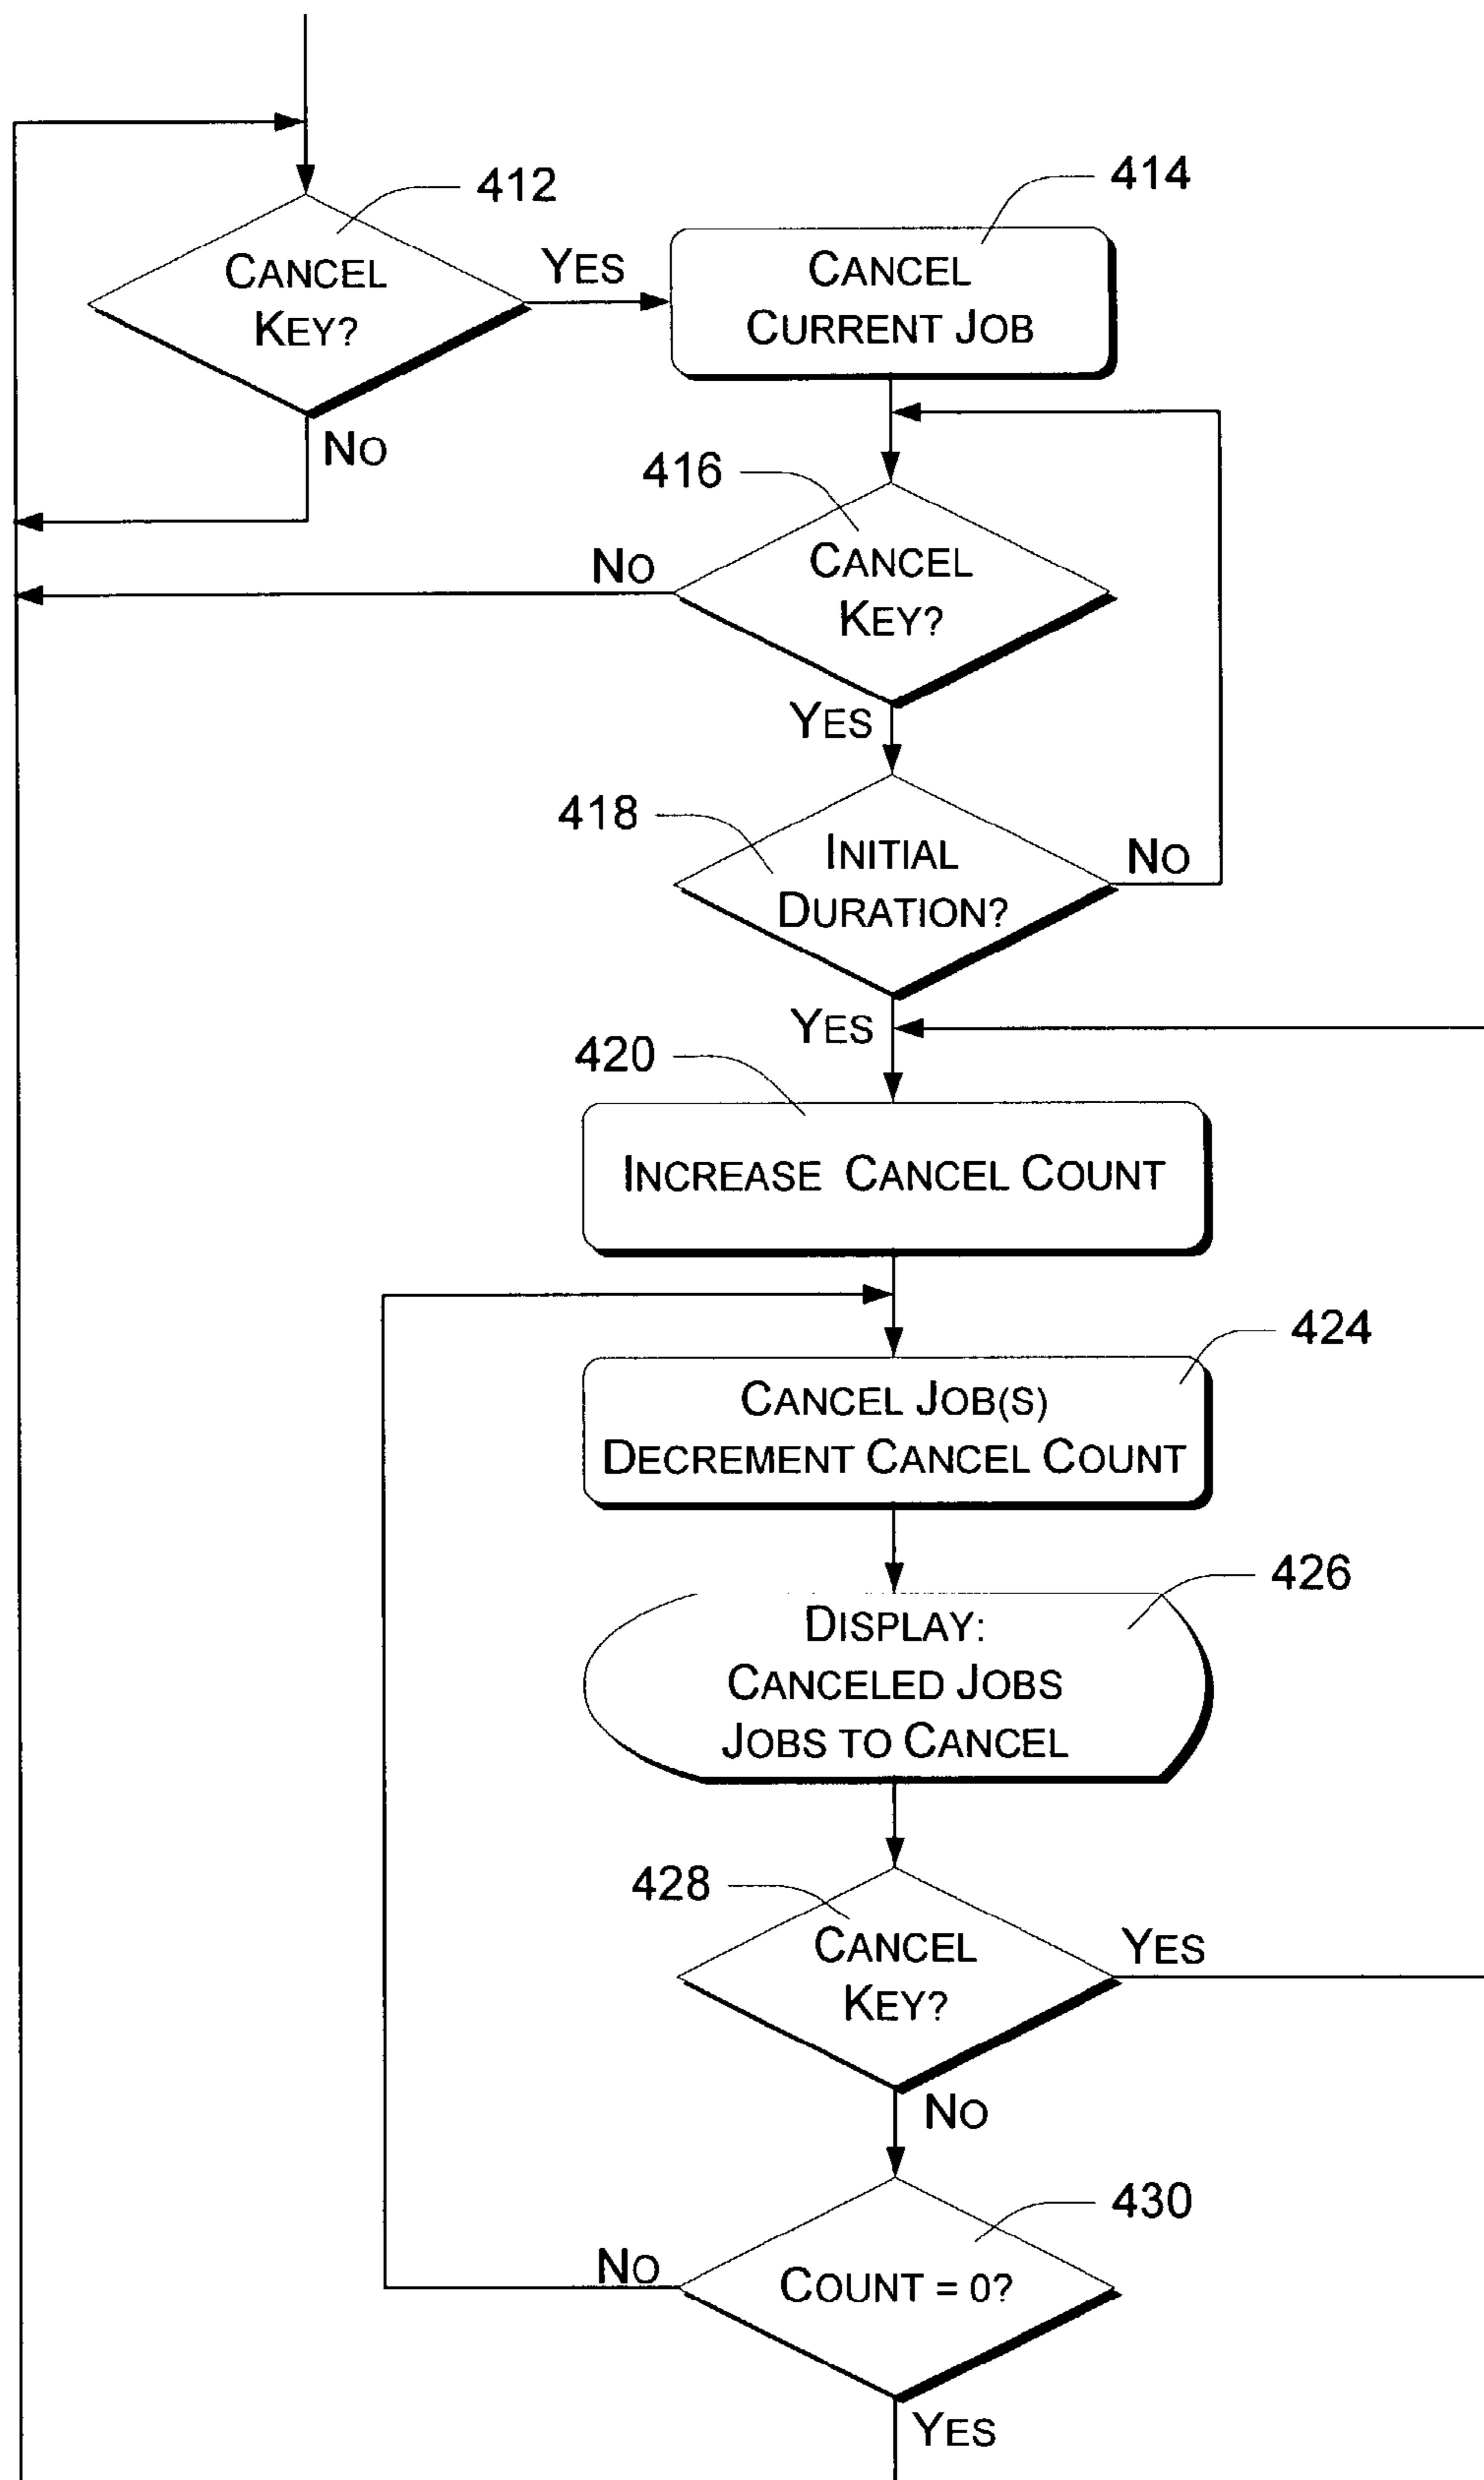 412
414
CANCEL
KEY?
YES
CANCEL
CURRENT JOB
NO
416
CANCEL
KEY?
NO
YES
418
INITIAL
DURATION?
NO
YES
420
INCREASE CANCEL COUNT
424
CANCEL JOB(S)
DECREMENT CANCEL COUNT
426
DISPLAY:
CANCELED JOBS
JOBS TO CANCEL
428
CANCEL
KEY?
YES
NO
430
COUNT = 0?
NO
YES